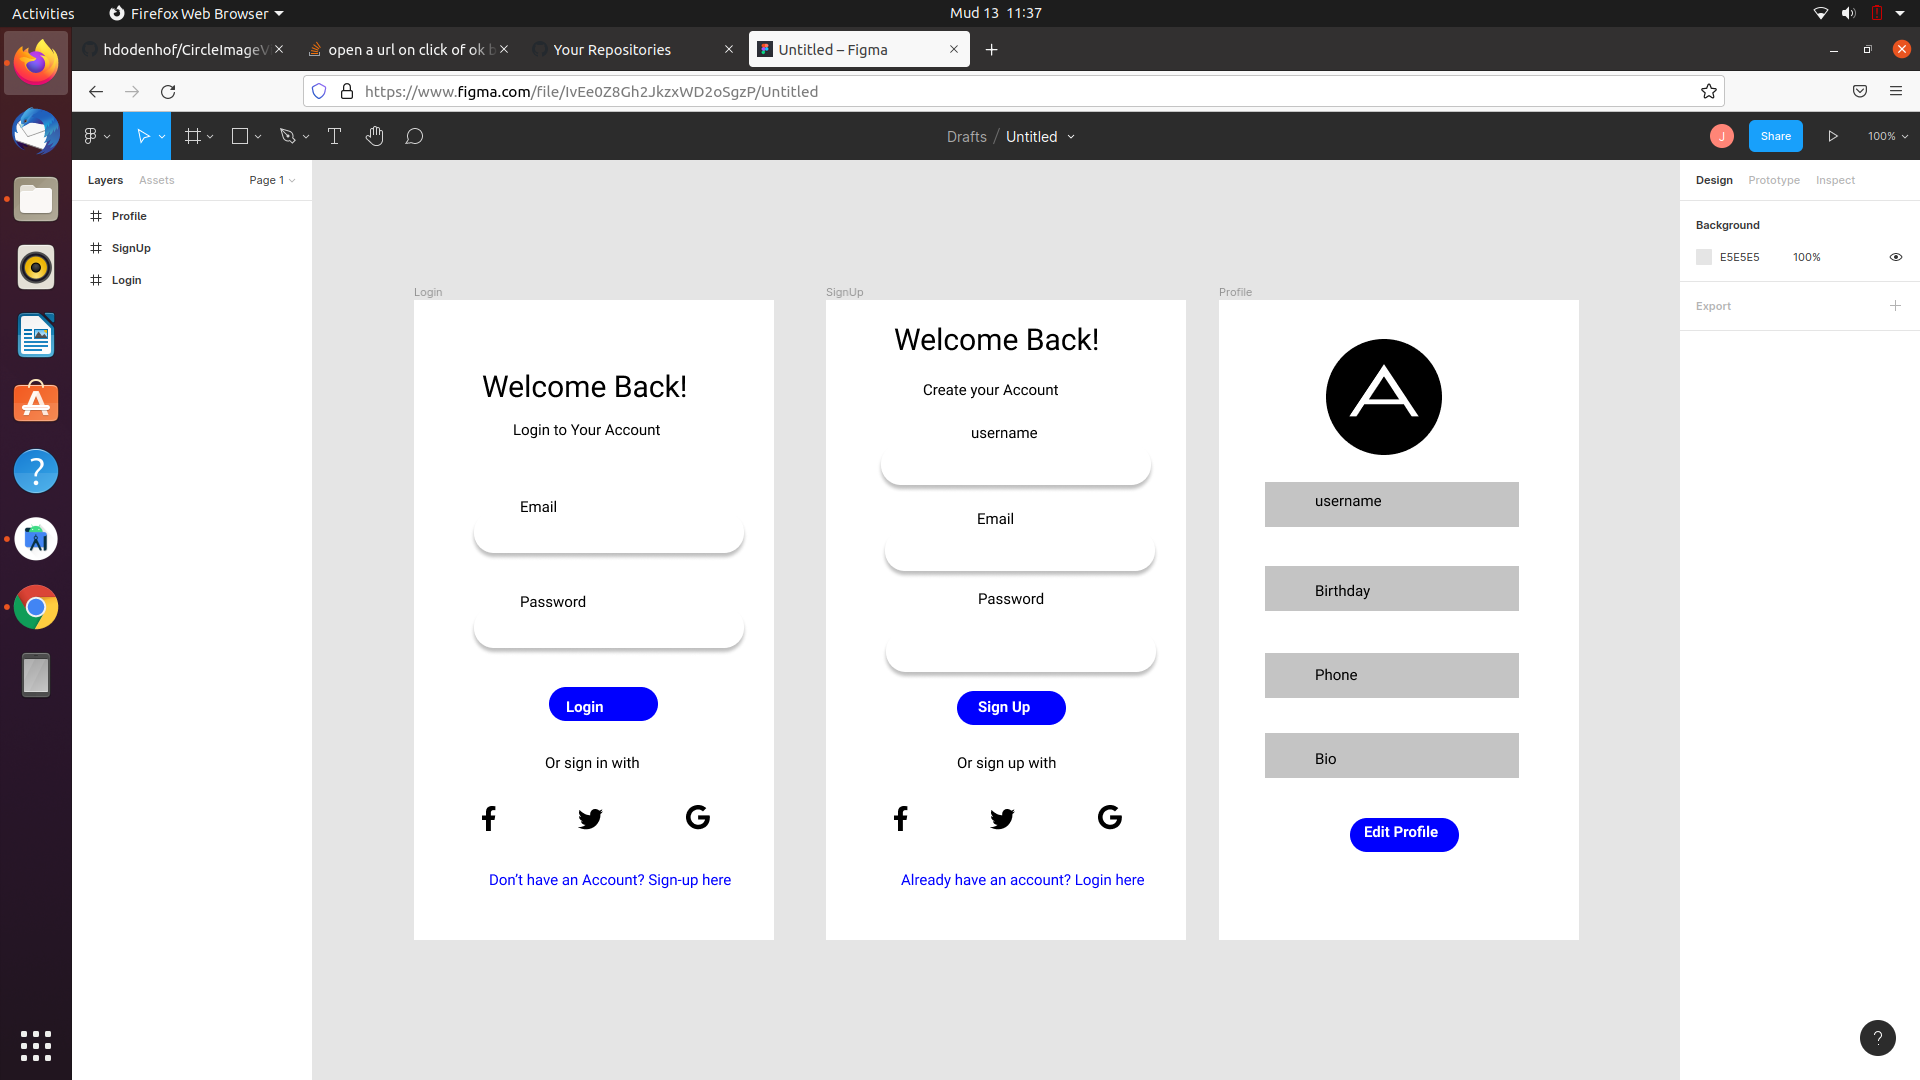 Activities
Firefox Web Browser
Mud 13 11:37
hdodenhof/CircleImageV
open a url on click of ok b
Your Repositories
Untitled – Figma
https://www.figma.com/file/IvEe0Z8Gh2JkzxWD2oSgzP/Untitled
Drafts / Untitled
J
Share
100%
Layers
Assets
Page 1
Profile
SignUp
Login
Design
Prototype
Inspect
Background
E5E5E5
100%
Export
Login
Welcome Back!
Login to Your Account
Email
Password
Login
Or sign in with
Don’t have an Account? Sign-up here
SignUp
Welcome Back!
Create your Account
username
Email
Password
Sign Up
Or sign up with
Already have an account? Login here
Profile
A
username
Birthday
Phone
Bio
Edit Profile
?